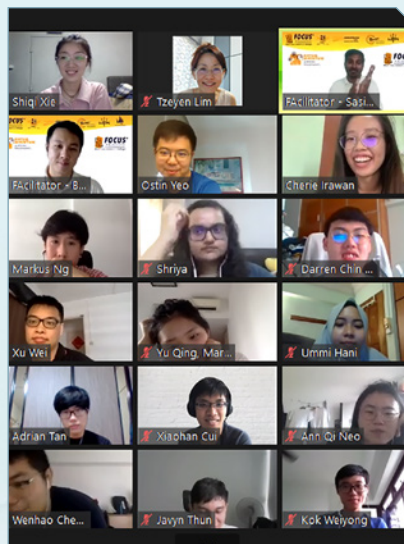 Shiqi Xie
Tzeyen Lim
FOCUS
FAcilitator - Sasi...
FOCUS
FAcilitator - B...
Ostin Yeo
Cherie Irawan
Markus Ng
Shriya
Darren Chin ...
Xu Wei
Yu Qing, Mar...
Ummi Hani
Adrian Tan
Xiaohan Cui
Ann Qi Neo
Wenhao Che...
Javyn Thun
Kok Weiyong